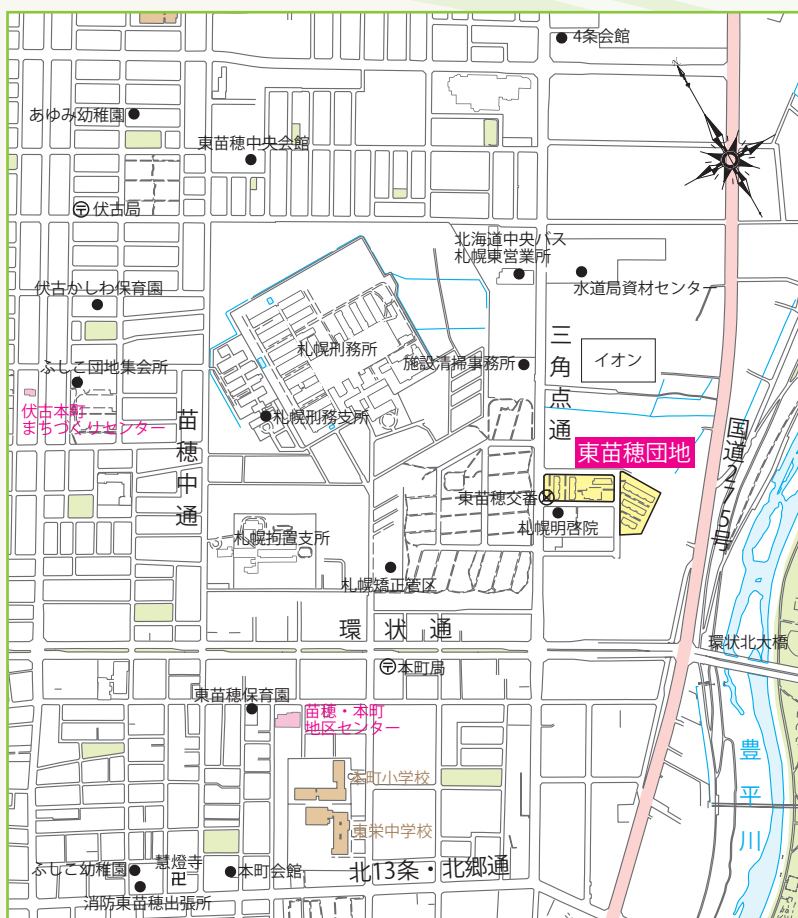 4条会館
あゆみ幼稚園
東苗穂中央会館
伏古局
北海道中央バス
札幌東営業所
伏古かしわ保育園
水道局資材センター
三角点通
イオン
札幌刑務所
施設清掃事務所
ふしこ団地集会所
伏古本町
まちづくりセンター
札幌刑務支所
苗穂中通
国道275号
東苗穂団地
東苗穂交番
札幌明啓院
札幌拘置支所
札幌矯正管区
環状通
環状北大橋
本町局
東苗穂保育園
苗穂・本町
地区センター
豊平川
本町小学校
東栄中学校
北13条・北郷通
ふしこ幼稚園
慧燈寺
本町会館
消防東苗穂出張所